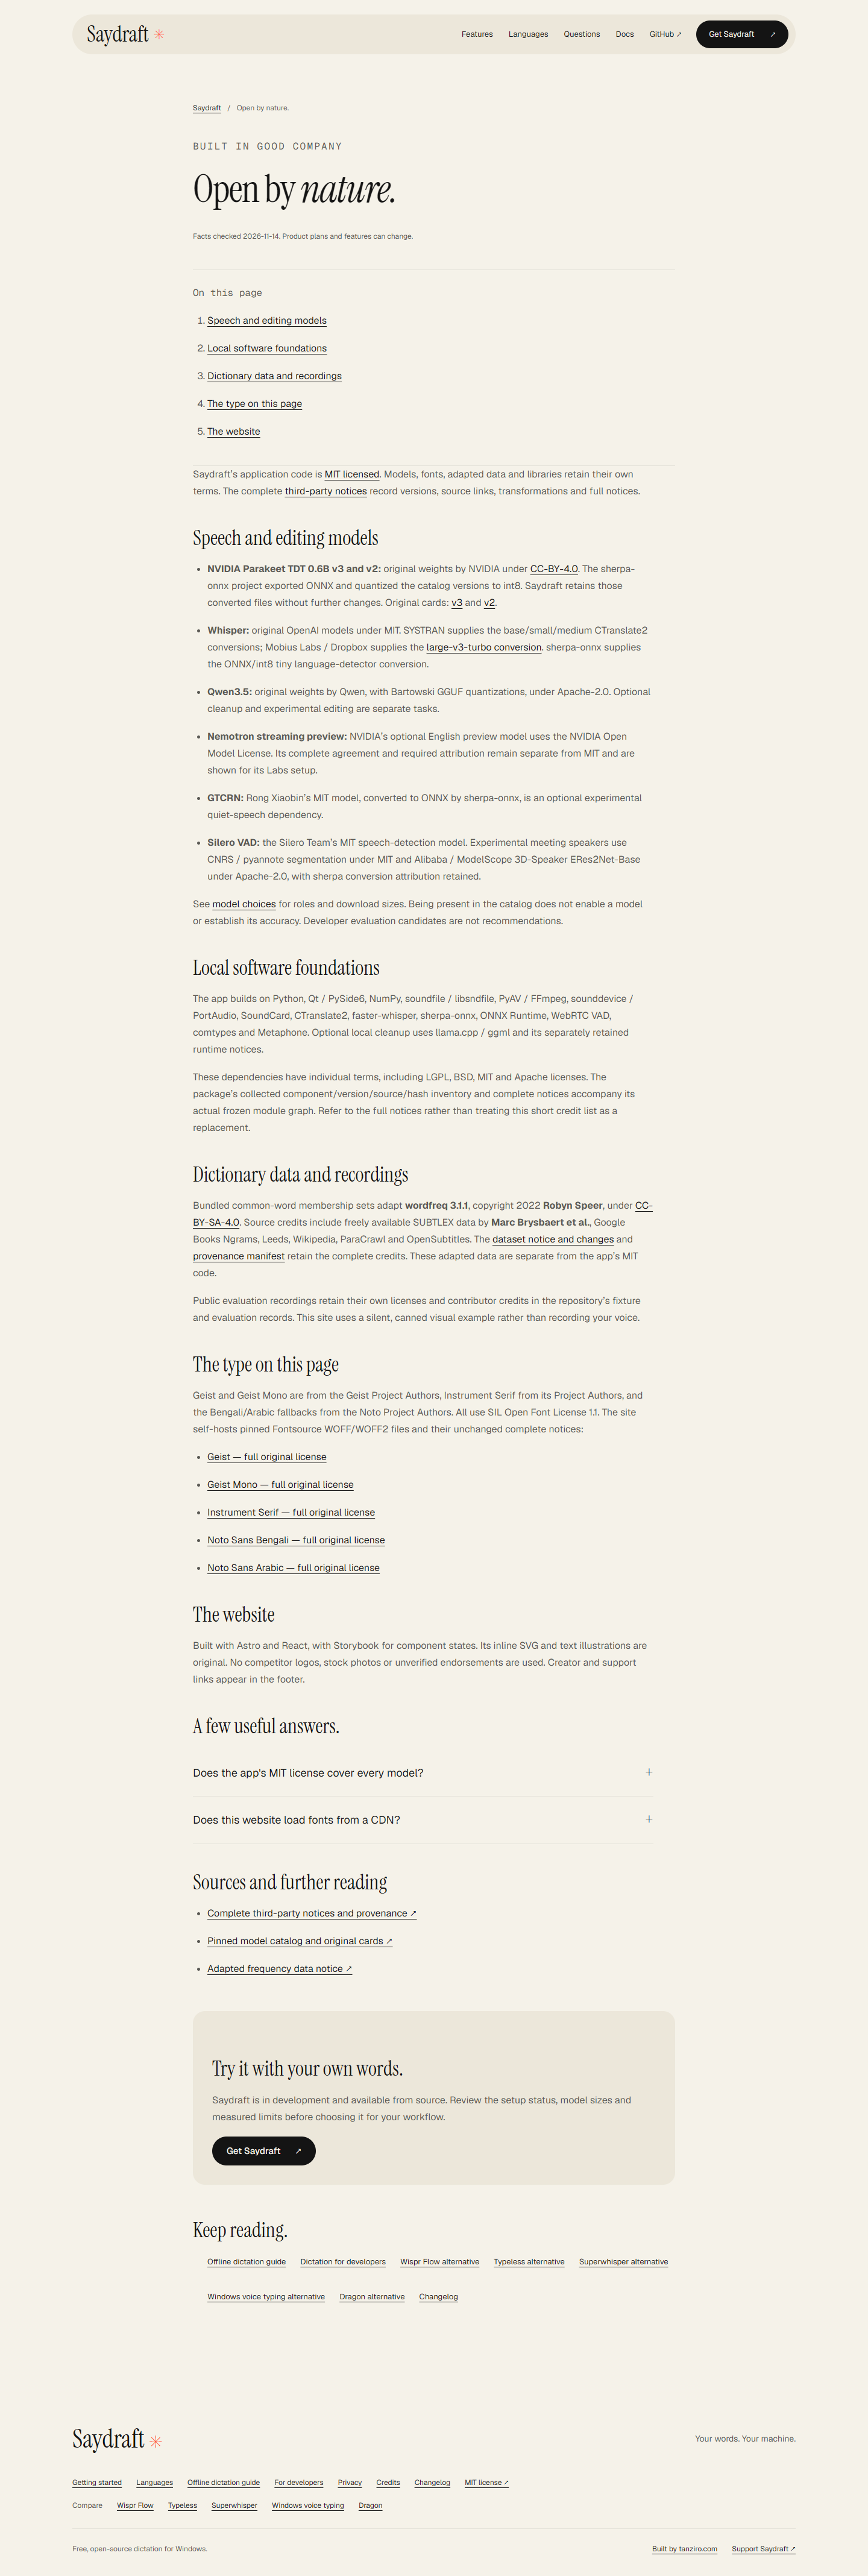 Saydraft
Features Languages Questions Docs GitHub ↗ Get Saydraft ↗
Saydraft / Open by nature.
BUILT IN GOOD COMPANY
Open by nature.
Facts checked 2026-11-14. Product plans and features can change.
On this page
1. Speech and editing models
2. Local software foundations
3. Dictionary data and recordings
4. The type on this page
5. The website
Saydraft's application code is MIT licensed. Models, fonts, adapted data and libraries retain their own
terms. The complete third-party notices record versions, source links, transformations and full notices.
Speech and editing models
• NVIDIA Parakeet TDT 0.6B v3 and v2: original weights by NVIDIA under CC-BY-4.0. The sherpa-
onnx project exported ONNX and quantized the catalog versions to int8. Saydraft retains those
converted files without further changes. Original cards: v3 and v2.
• Whisper: original OpenAI models under MIT. SYSTRAN supplies the base/small/medium CTranslate2
conversions; Mobius Labs / Dropbox supplies the large-v3-turbo conversion. sherpa-onnx supplies
the ONNX/int8 tiny language-detector conversion.
• Qwen3.5: original weights by Qwen, with Bartowski GGUF quantizations, under Apache-2.0. Optional
cleanup and experimental editing are separate tasks.
• Nemotron streaming preview: NVIDIA's optional English preview model uses the NVIDIA Open
Model License. Its complete agreement and required attribution remain separate from MIT and are
shown for its Labs setup.
• GTCRN: Rong Xiaobin's MIT model, converted to ONNX by sherpa-onnx, is an optional experimental
quiet-speech dependency.
• Silero VAD: the Silero Team's MIT speech-detection model. Experimental meeting speakers use
CNRS / pyannote segmentation under MIT and Alibaba / ModelScope 3D-Speaker ERes2Net-Base
under Apache-2.0, with sherpa conversion attribution retained.
See model choices for roles and download sizes. Being present in the catalog does not enable a model
or establish its accuracy. Developer evaluation candidates are not recommendations.
Local software foundations
The app builds on Python, Qt / PySide6, NumPy, soundfile / libsndfile, PyAV / FFmpeg, sounddevice /
PortAudio, SoundCard, CTranslate2, faster-whisper, sherpa-onnx, ONNX Runtime, WebRTC VAD,
comtypes and Metaphone. Optional local cleanup uses llama.cpp / ggml and its separately retained
runtime notices.
These dependencies have individual terms, including LGPL, BSD, MIT and Apache licenses. The
package's collected component/version/source/hash inventory and complete notices accompany its
actual frozen module graph. Refer to the full notices rather than treating this short credit list as a
replacement.
Dictionary data and recordings
Bundled common-word membership sets adapt wordfreq 3.1.1, copyright 2022 Robyn Speer, under CC-
BY-SA-4.0. Source credits include freely available SUBTLEX data by Marc Brysbaert et al., Google
Books Ngrams, Leeds, Wikipedia, ParaCrawl and OpenSubtitles. The dataset notice and changes and
provenance manifest retain the complete credits. These adapted data are separate from the app's MIT
code.
Public evaluation recordings retain their own licenses and contributor credits in the repository's fixture
and evaluation records. This site uses a silent, canned visual example rather than recording your voice.
The type on this page
Geist and Geist Mono are from the Geist Project Authors, Instrument Serif from its Project Authors, and
the Bengali/Arabic fallbacks from the Noto Project Authors. All use SIL Open Font License 1.1. The site
self-hosts pinned Fontsource WOFF/WOFF2 files and their unchanged complete notices:
• Geist — full original license
• Geist Mono — full original license
• Instrument Serif — full original license
• Noto Sans Bengali — full original license
• Noto Sans Arabic — full original license
The website
Built with Astro and React, with Storybook for component states. Its inline SVG and text illustrations are
original. No competitor logos, stock photos or unverified endorsements are used. Creator and support
links appear in the footer.
A few useful answers.
Does the app's MIT license cover every model? +
Does this website load fonts from a CDN? +
Sources and further reading
• Complete third-party notices and provenance ↗
• Pinned model catalog and original cards ↗
• Adapted frequency data notice ↗
Try it with your own words.
Saydraft is in development and available from source. Review the setup status, model sizes and
measured limits before choosing it for your workflow.
Get Saydraft ↗
Keep reading.
Offline dictation guide Dictation for developers Wispr Flow alternative Typeless alternative Superwhisper alternative
Windows voice typing alternative Dragon alternative Changelog
Saydraft Your words. Your machine.
Getting started Languages Offline dictation guide For developers Privacy Credits Changelog MIT license ↗
Compare Wispr Flow Typeless Superwhisper Windows voice typing Dragon
Free, open-source dictation for Windows. Built by tanziro.com Support Saydraft ↗